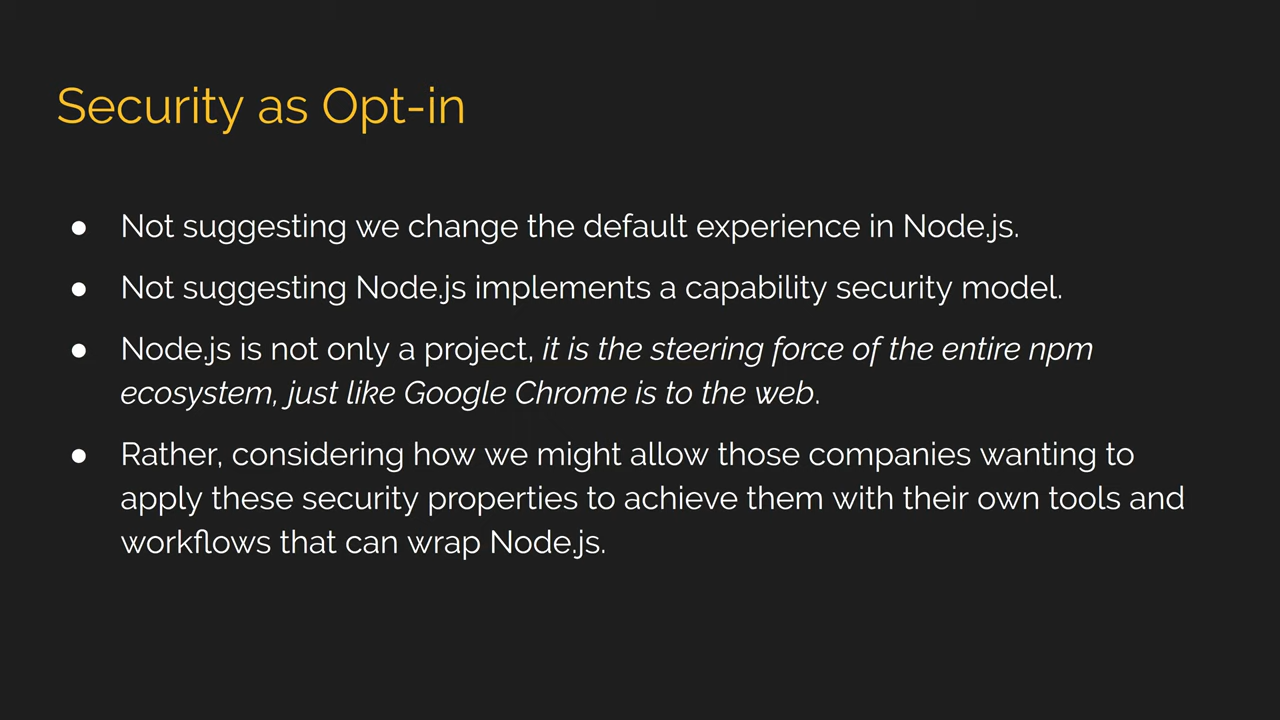 Security as Opt-in
● Not suggesting we change the default experience in Node.js.
● Not suggesting Node.js implements a capability security model.
● Node.js is not only a project, it is the steering force of the entire npm
ecosystem, just like Google Chrome is to the web.
● Rather, considering how we might allow those companies wanting to
apply these security properties to achieve them with their own tools and
workflows that can wrap Node.js.